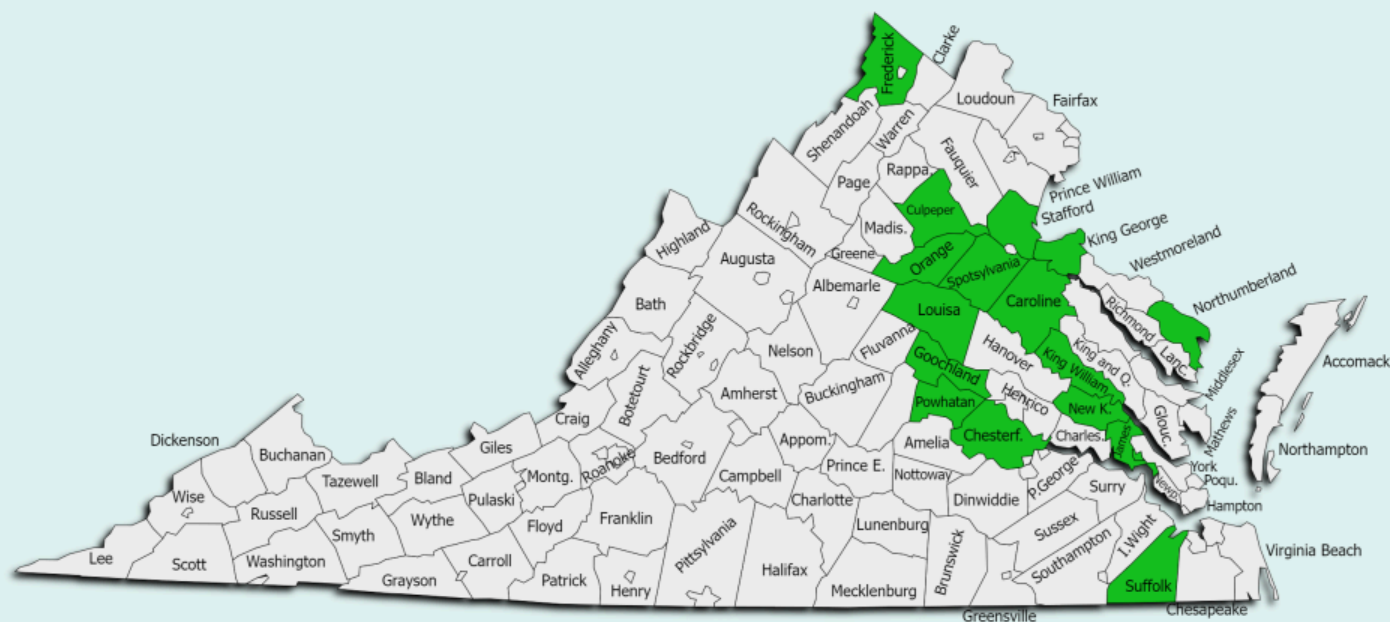 Clarke
Frederick
Loudoun
Fairfax
Shenandoah
Warren
Fauquier
Rappa.
Page
Prince William
Culpeper
Stafford
Rockingham
Madis.
King George
Highland
Greene
Orange
Westmoreland
Augusta
Spotsylvania
Albemarle
Northumberland
Bath
Louisa
Caroline
Richmond
Rockbridge
Fluvanna
Alleghany
Nelson
Hanover
King and Q.
Lanc.
Accomack
Goochland
King William
Middlesex
Botetourt
Amherst
Buckingham
Powhatan
Henrico
New K.
Glouc.
Craig
Mathews
Dickenson
Giles
Appom.
Amelia
Chesterf.
Charles.
James
Northampton
Buchanan
Roanoke
Bedford
Prince E.
York
Tazewell
Bland
Montg.
Campbell
Nottoway
P.George
Surry
Newp.
Poqu.
Wise
Pulaski
Charlotte
Dinwiddie
Hampton
Russell
Wythe
Floyd
Franklin
Lunenburg
Sussex
Smyth
Pittsylvania
I.Wight
Virginia Beach
Lee
Scott
Washington
Carroll
Halifax
Brunswick
Southampton
Grayson
Patrick
Henry
Mecklenburg
Suffolk
Greensville
Chesapeake